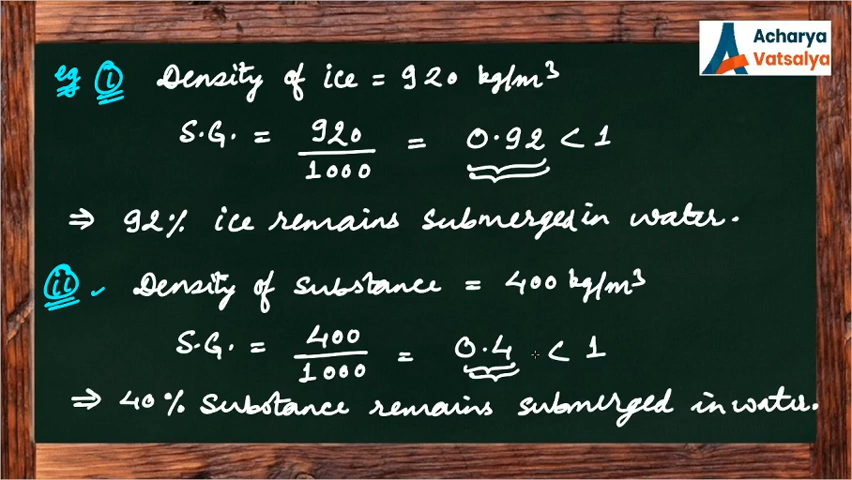 Acharya
Vatsalya
eg (i) Density of ice = 920 kg/m³
S.G. = 920/1000 = 0.92 < 1
⇒ 92% ice remains submerged in water.
(ii) Density of substance = 400 kg/m³
S.G. = 400/1000 = 0.4 < 1
⇒ 40% substance remains submerged in water.